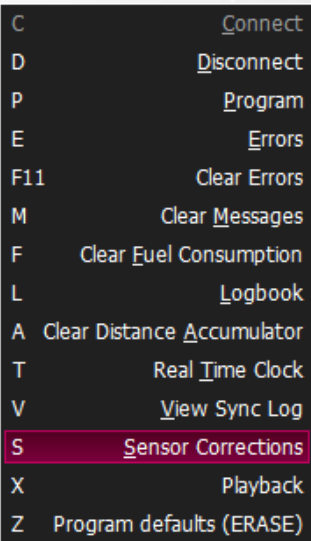 C Connect
D Disconnect
P Program
E Errors
F11 Clear Errors
M Clear Messages
F Clear Fuel Consumption
L Logbook
A Clear Distance Accumulator
T Real Time Clock
V View Sync Log
S Sensor Corrections
X Playback
Z Program defaults (ERASE)